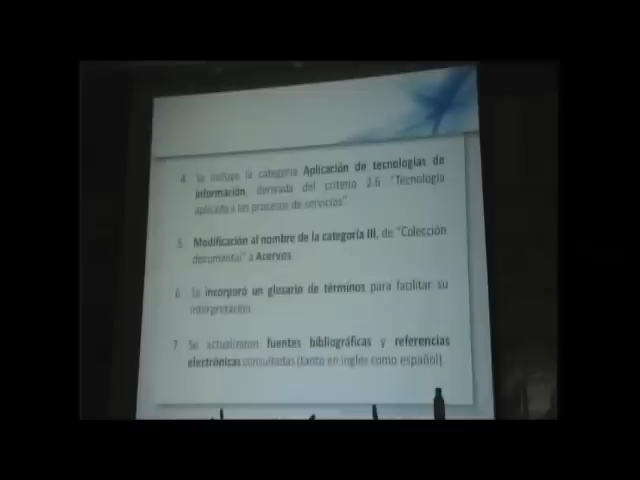 4. Se incluye la categoría Aplicación de tecnologías de
información, derivada del criterio 2.6 "Tecnología
aplicada a los procesos de servicios"
5. Modificación al nombre de la categoría III, de "Colección
documental" a Acervos
6. Se incorporó un glosario de términos para facilitar su
interpretación
7. Se actualizaron fuentes bibliográficas y referencias
electrónicas consultadas (tanto en inglés como español).